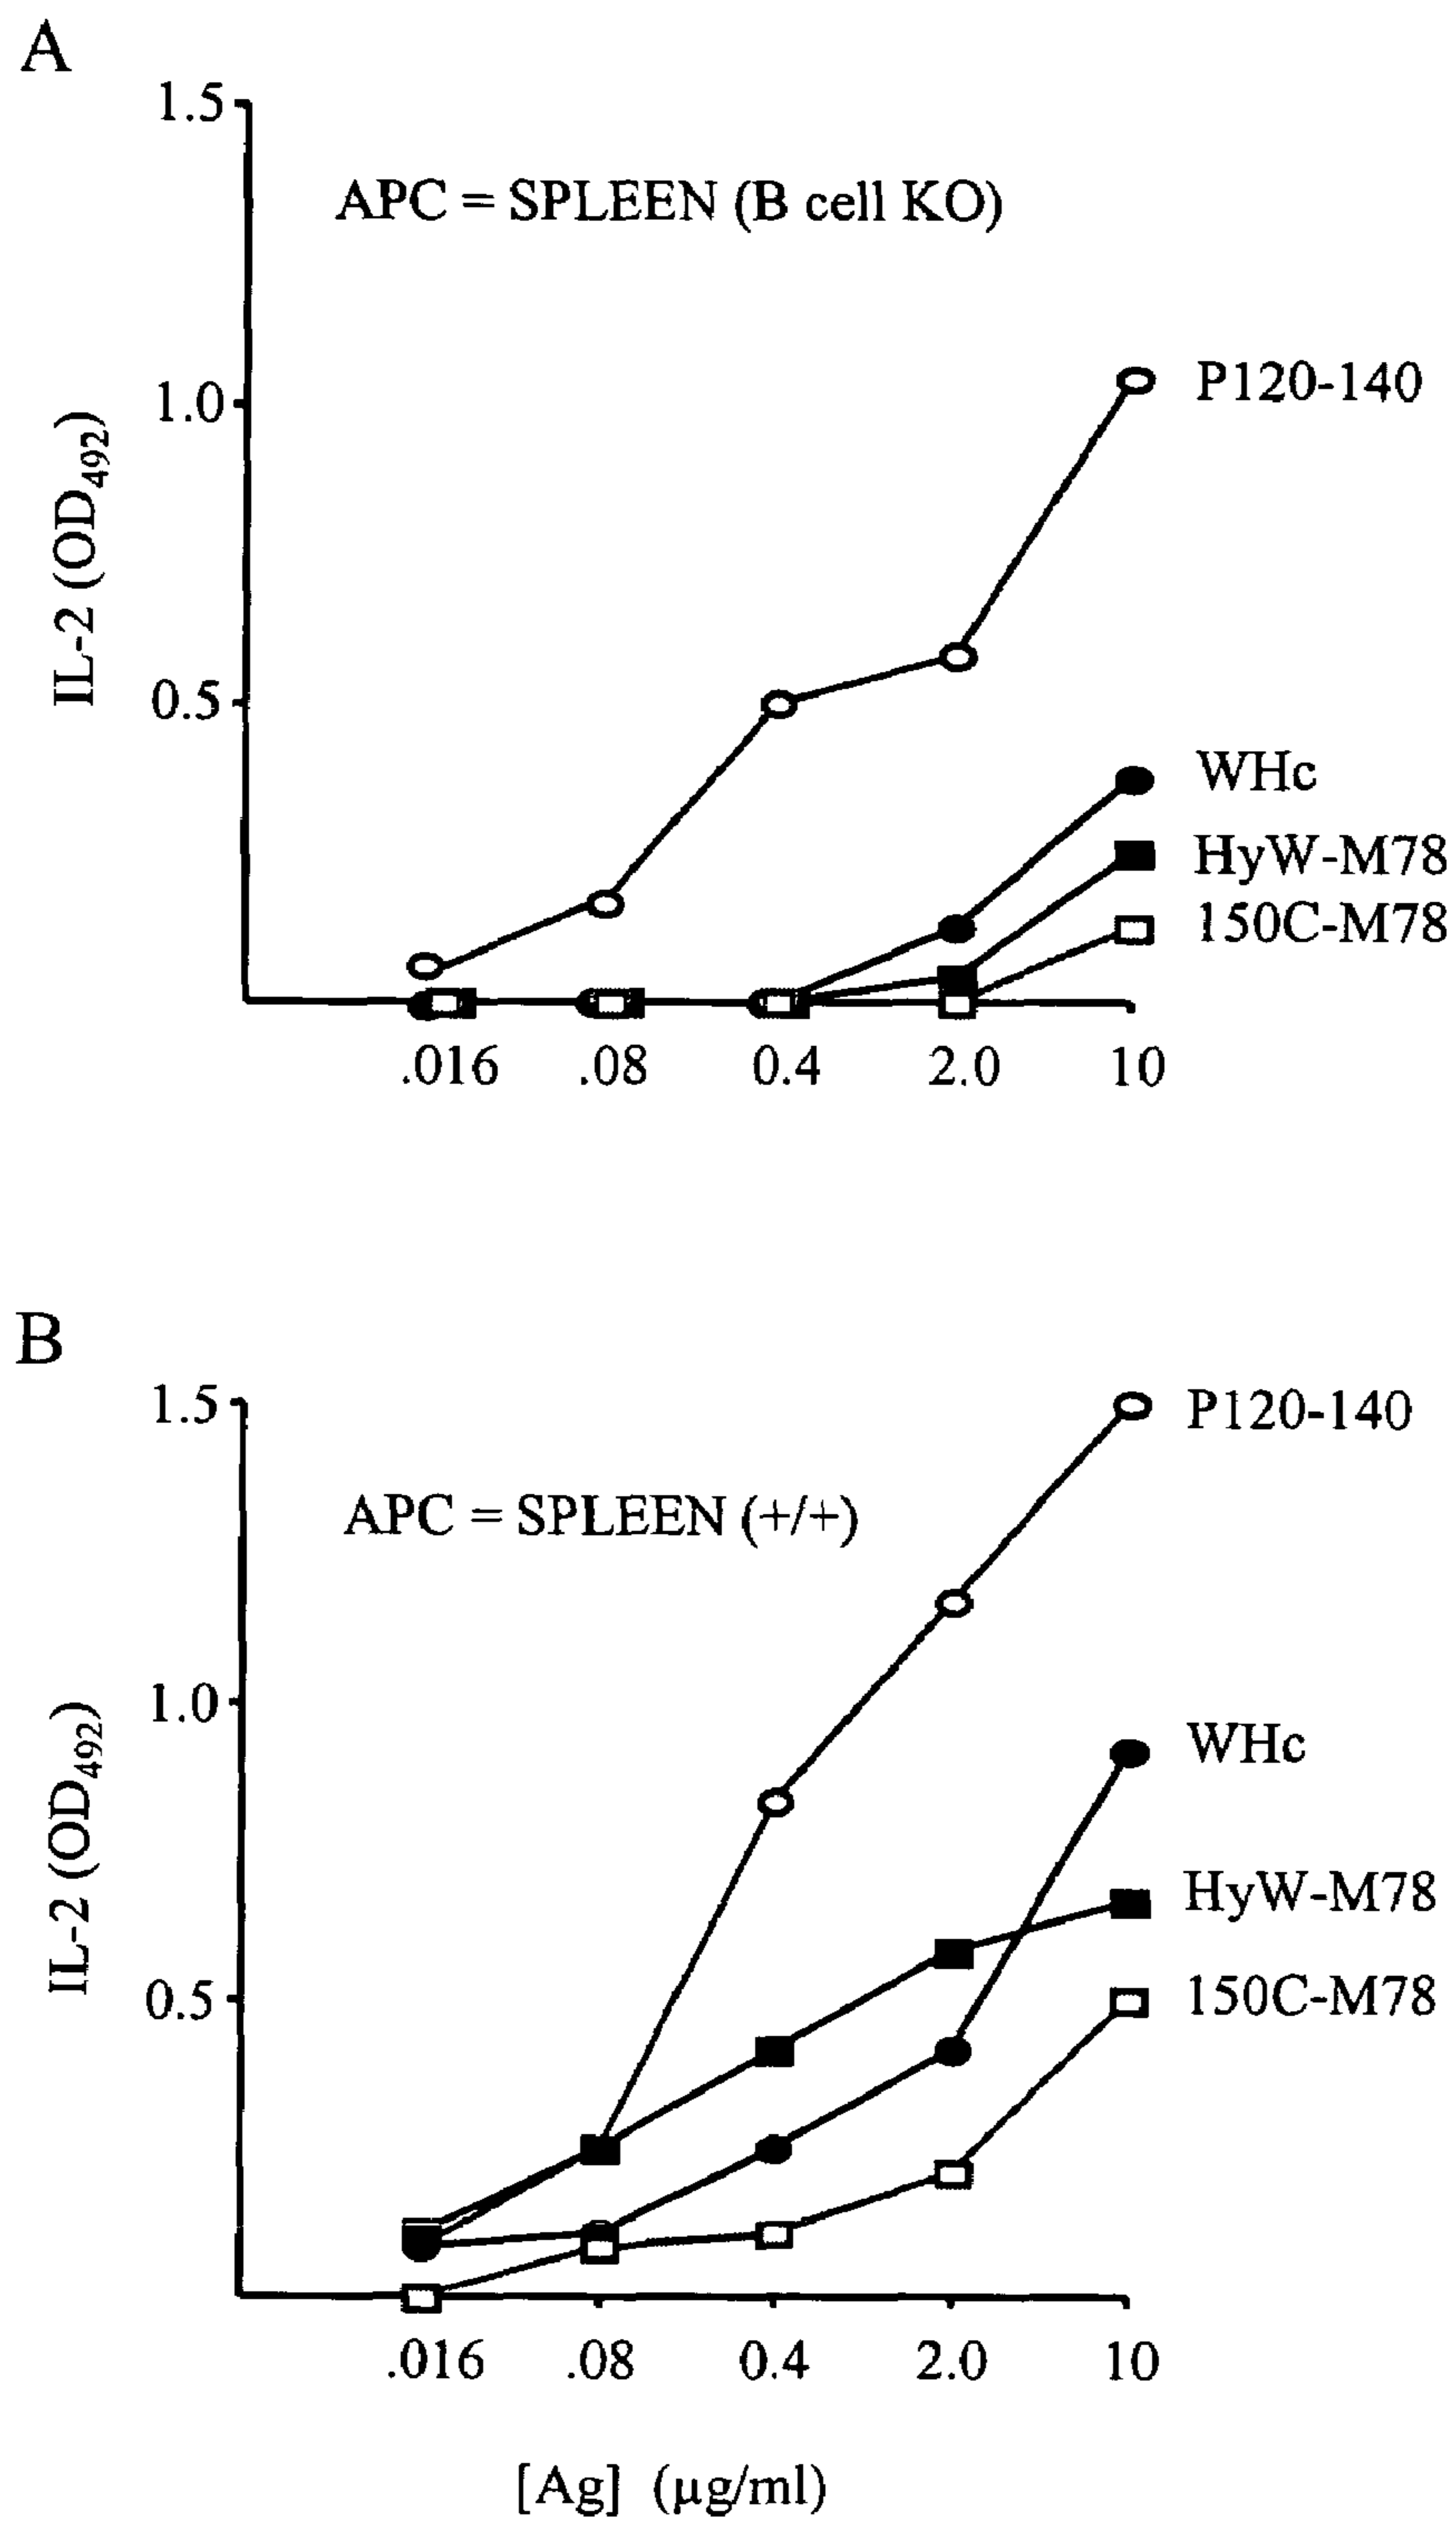 A
1.5
APC = SPLEEN (B cell KO)
1.0
P120-140
IL-2 (OD492)
0.5
WHc
HyW-M78
150C-M78
.016 .08 0.4 2.0 10
B
1.5
P120-140
APC = SPLEEN (+/+)
1.0
WHc
IL-2 (OD492)
HyW-M78
0.5
150C-M78
.016 .08 0.4 2.0 10
[Ag] (µg/ml)